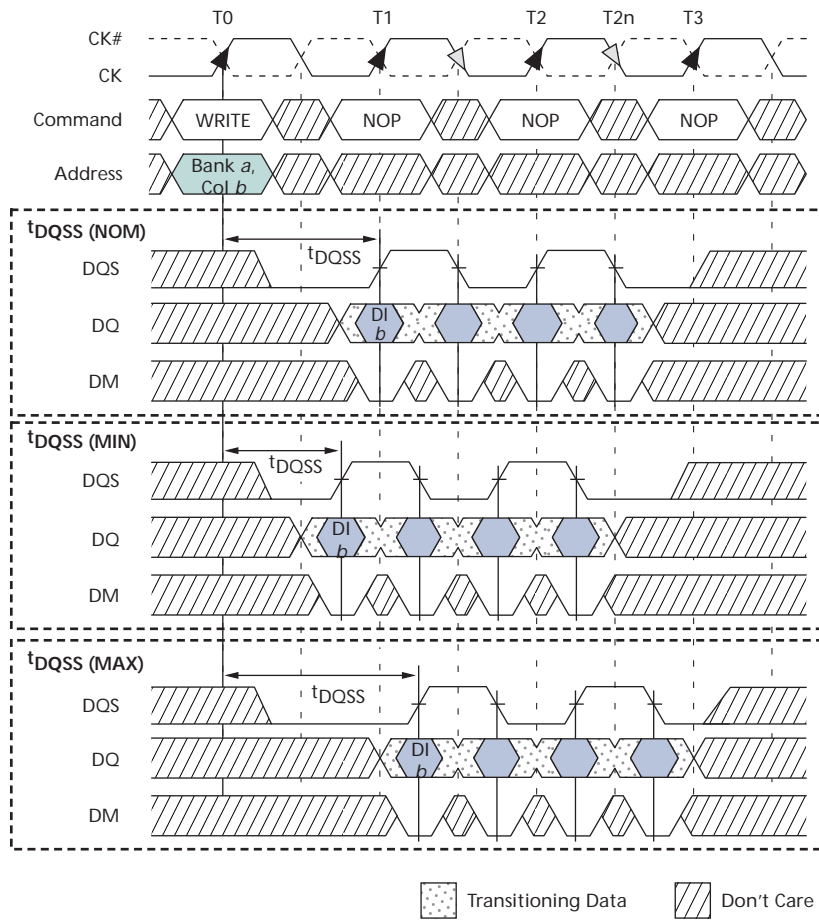 T0 T1 T2 T2n T3
CK#
CK
Command WRITE NOP NOP NOP
Address Bank a,
Col b
tDQSS (NOM)
tDQSS
DQS
DQ DI
b
DM
tDQSS (MIN)
tDQSS
DQS
DQ DI
b
DM
tDQSS (MAX)
tDQSS
DQS
DQ DI
b
DM
Transitioning Data Don't Care